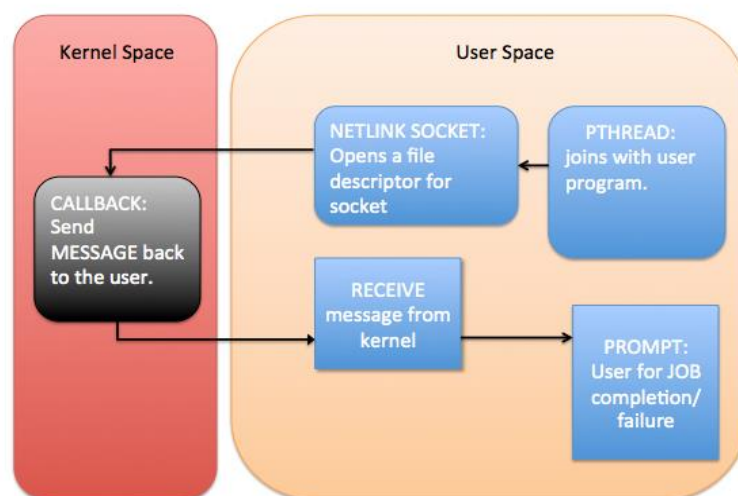 Kernel Space
User Space
NETLINK SOCKET:
Opens a file
descriptor for
socket
PTHREAD:
joins with user
program.
CALLBACK:
Send
MESSAGE back
to the user.
RECEIVE
message from
kernel
PROMPT:
User for JOB
completion/
failure